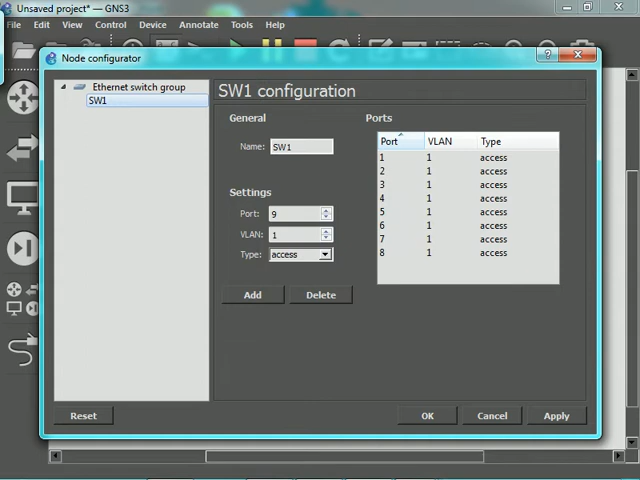 Unsaved project* — GNS3
File Edit View Control Device Annotate Tools Help
Node configurator
Ethernet switch group
SW1
SW1 configuration
General
Name: SW1
Settings
Port: 9
VLAN: 1
Type: access
Add Delete
Ports
Port VLAN Type
1 1 access
2 1 access
3 1 access
4 1 access
5 1 access
6 1 access
7 1 access
8 1 access
Reset OK Cancel Apply